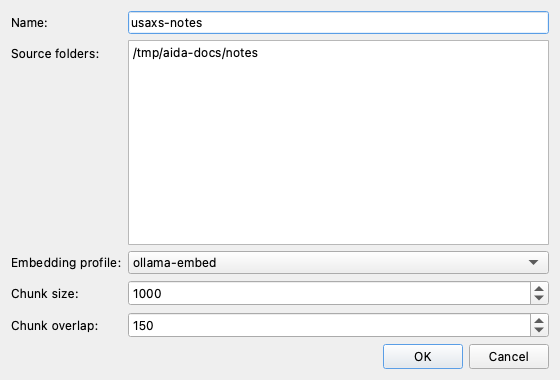 Name: usaxs-notes
Source folders: /tmp/aida-docs/notes
Embedding profile: ollama-embed
Chunk size: 1000
Chunk overlap: 150
OK Cancel